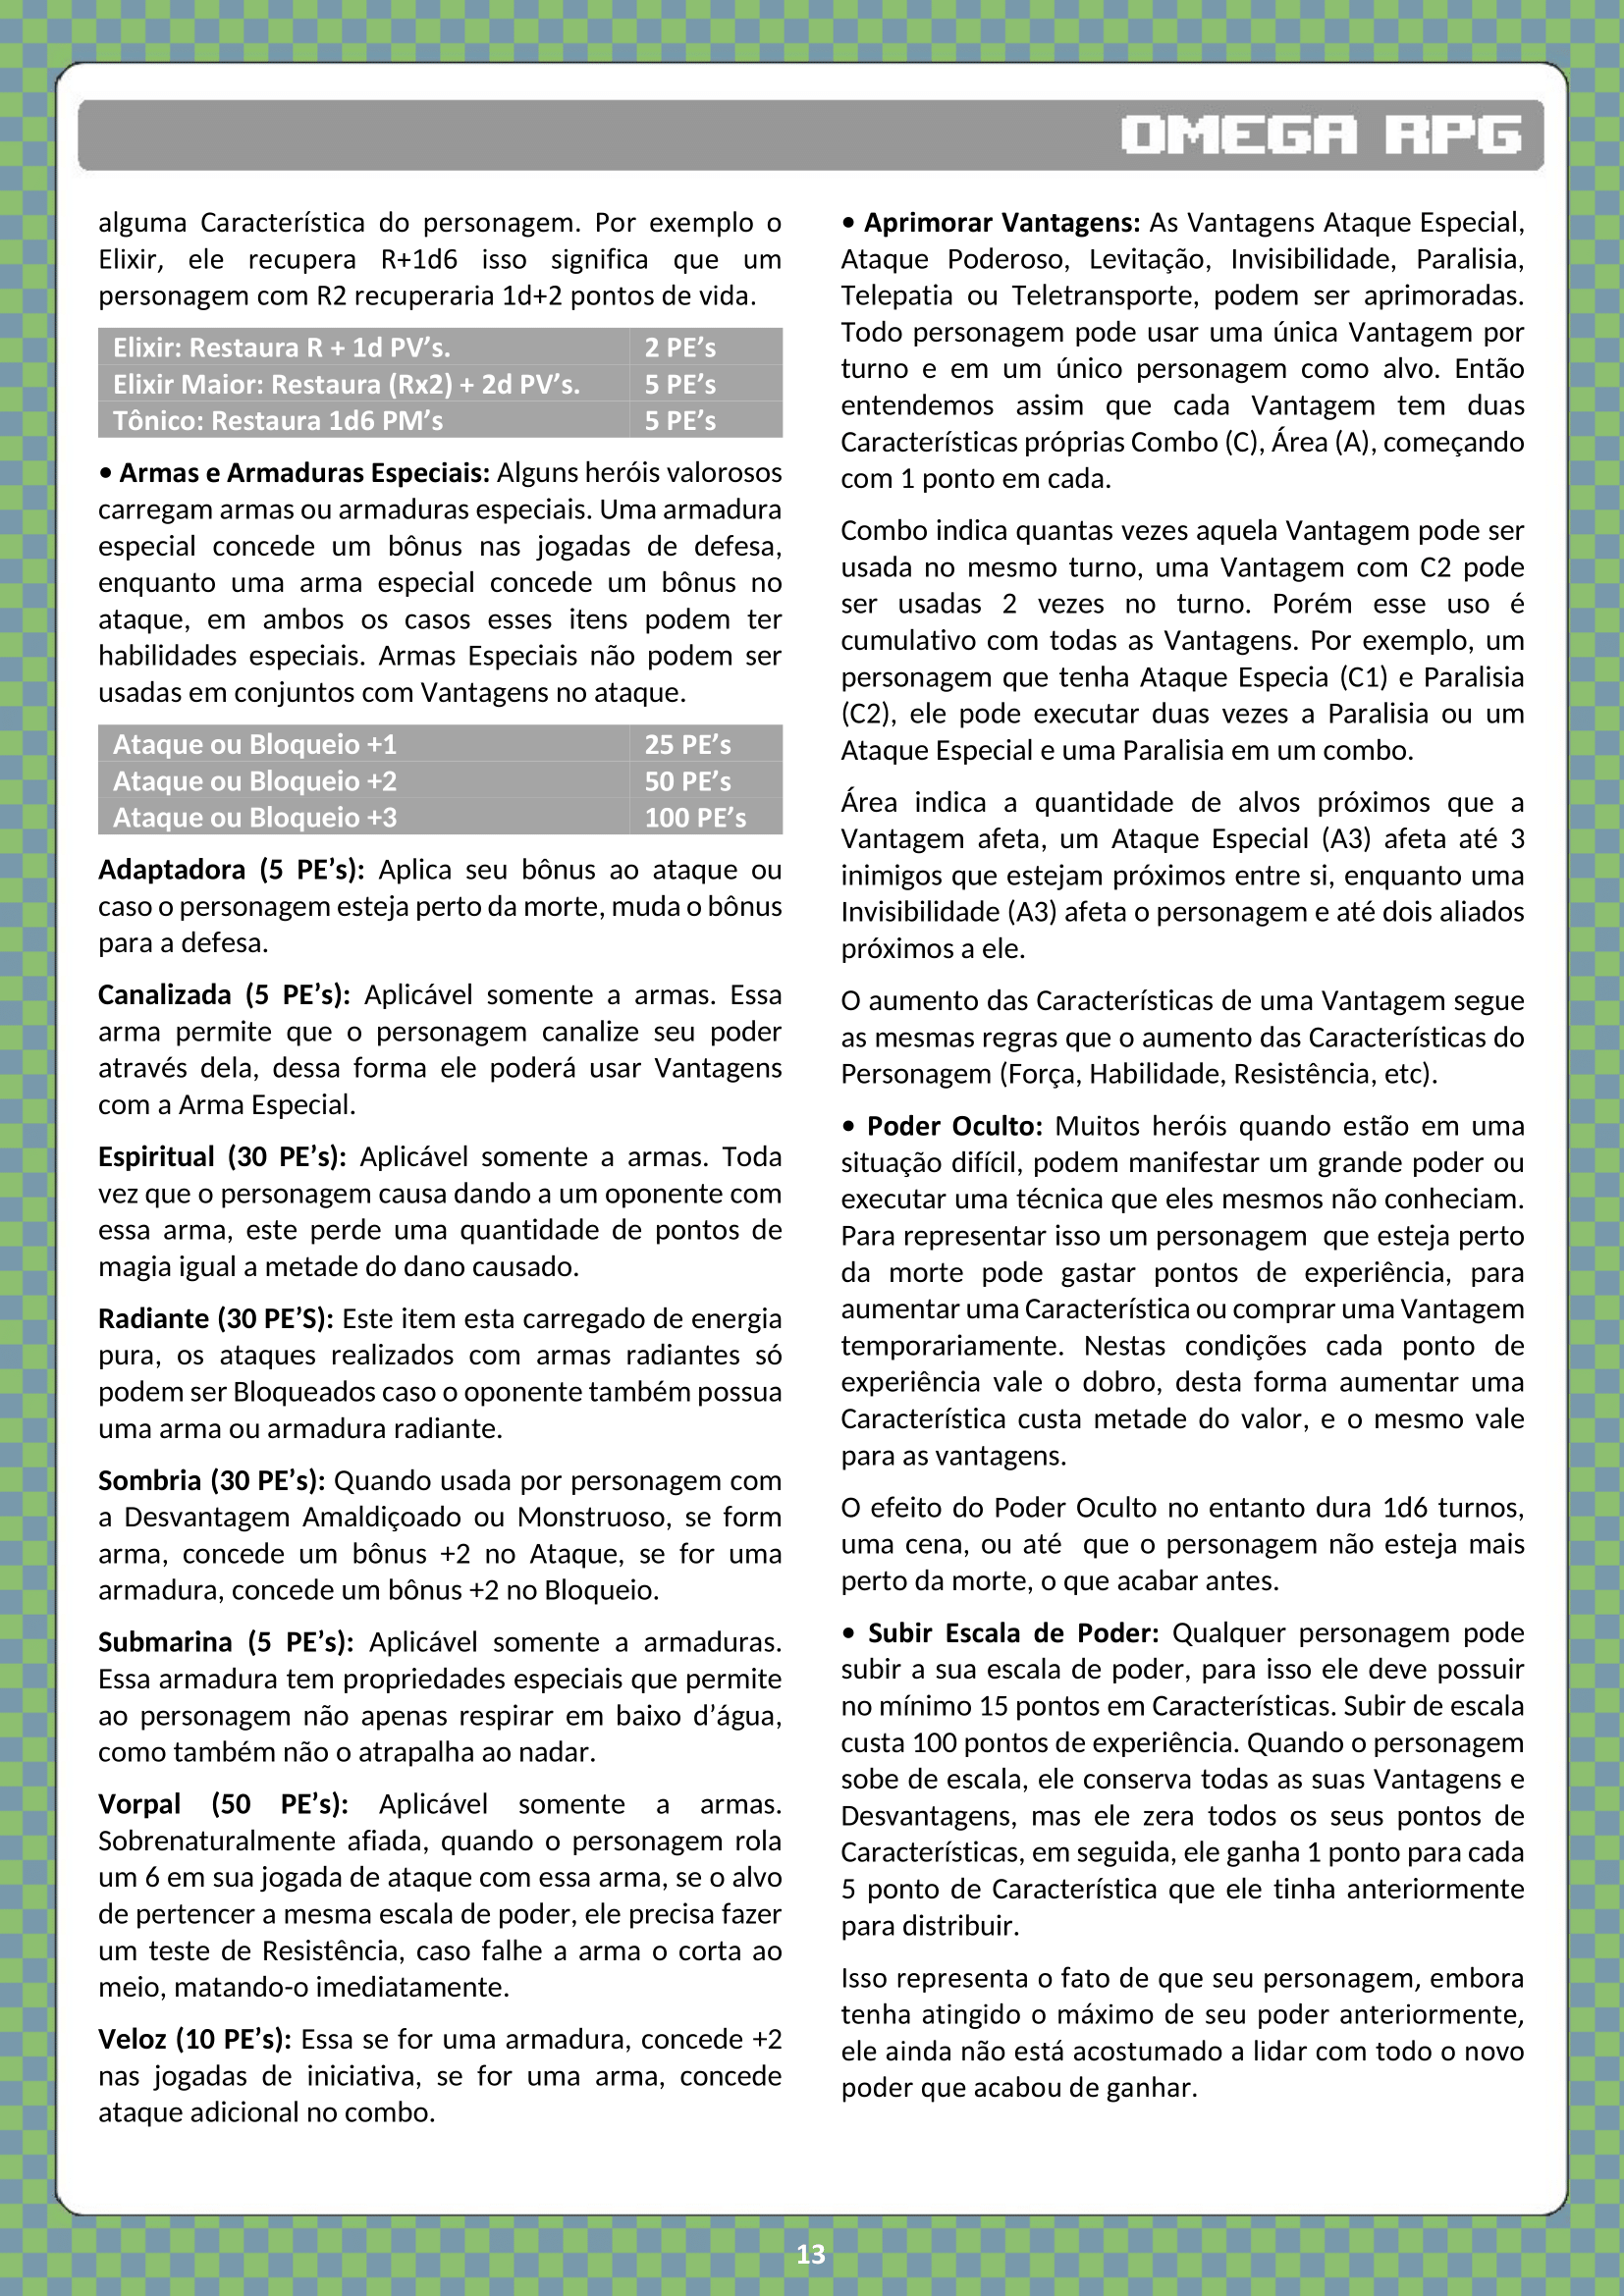 OMEGA RPG
alguma Característica do personagem. Por exemplo o
Elixir, ele recupera R+1d6 isso significa que um
personagem com R2 recuperaria 1d+2 pontos de vida.
Elixir: Restaura R + 1d PV’s. 2 PE’s
Elixir Maior: Restaura (Rx2) + 2d PV’s. 5 PE’s
Tônico: Restaura 1d6 PM’s 5 PE’s
• Armas e Armaduras Especiais: Alguns heróis valorosos
carregam armas ou armaduras especiais. Uma armadura
especial concede um bônus nas jogadas de defesa,
enquanto uma arma especial concede um bônus no
ataque, em ambos os casos esses itens podem ter
habilidades especiais. Armas Especiais não podem ser
usadas em conjuntos com Vantagens no ataque.
Ataque ou Bloqueio +1 25 PE’s
Ataque ou Bloqueio +2 50 PE’s
Ataque ou Bloqueio +3 100 PE’s
Adaptadora (5 PE’s): Aplica seu bônus ao ataque ou
caso o personagem esteja perto da morte, muda o bônus
para a defesa.
Canalizada (5 PE’s): Aplicável somente a armas. Essa
arma permite que o personagem canalize seu poder
através dela, dessa forma ele poderá usar Vantagens
com a Arma Especial.
Espiritual (30 PE’s): Aplicável somente a armas. Toda
vez que o personagem causa dando a um oponente com
essa arma, este perde uma quantidade de pontos de
magia igual a metade do dano causado.
Radiante (30 PE’S): Este item esta carregado de energia
pura, os ataques realizados com armas radiantes só
podem ser Bloqueados caso o oponente também possua
uma arma ou armadura radiante.
Sombria (30 PE’s): Quando usada por personagem com
a Desvantagem Amaldiçoado ou Monstruoso, se form
arma, concede um bônus +2 no Ataque, se for uma
armadura, concede um bônus +2 no Bloqueio.
Submarina (5 PE’s): Aplicável somente a armaduras.
Essa armadura tem propriedades especiais que permite
ao personagem não apenas respirar em baixo d’água,
como também não o atrapalha ao nadar.
Vorpal (50 PE’s): Aplicável somente a armas.
Sobrenaturalmente afiada, quando o personagem rola
um 6 em sua jogada de ataque com essa arma, se o alvo
de pertencer a mesma escala de poder, ele precisa fazer
um teste de Resistência, caso falhe a arma o corta ao
meio, matando-o imediatamente.
Veloz (10 PE’s): Essa se for uma armadura, concede +2
nas jogadas de iniciativa, se for uma arma, concede
ataque adicional no combo.
• Aprimorar Vantagens: As Vantagens Ataque Especial,
Ataque Poderoso, Levitação, Invisibilidade, Paralisia,
Telepatia ou Teletransporte, podem ser aprimoradas.
Todo personagem pode usar uma única Vantagem por
turno e em um único personagem como alvo. Então
entendemos assim que cada Vantagem tem duas
Características próprias Combo (C), Área (A), começando
com 1 ponto em cada.
Combo indica quantas vezes aquela Vantagem pode ser
usada no mesmo turno, uma Vantagem com C2 pode
ser usadas 2 vezes no turno. Porém esse uso é
cumulativo com todas as Vantagens. Por exemplo, um
personagem que tenha Ataque Especia (C1) e Paralisia
(C2), ele pode executar duas vezes a Paralisia ou um
Ataque Especial e uma Paralisia em um combo.
Área indica a quantidade de alvos próximos que a
Vantagem afeta, um Ataque Especial (A3) afeta até 3
inimigos que estejam próximos entre si, enquanto uma
Invisibilidade (A3) afeta o personagem e até dois aliados
próximos a ele.
O aumento das Características de uma Vantagem segue
as mesmas regras que o aumento das Características do
Personagem (Força, Habilidade, Resistência, etc).
• Poder Oculto: Muitos heróis quando estão em uma
situação difícil, podem manifestar um grande poder ou
executar uma técnica que eles mesmos não conheciam.
Para representar isso um personagem que esteja perto
da morte pode gastar pontos de experiência, para
aumentar uma Característica ou comprar uma Vantagem
temporariamente. Nestas condições cada ponto de
experiência vale o dobro, desta forma aumentar uma
Característica custa metade do valor, e o mesmo vale
para as vantagens.
O efeito do Poder Oculto no entanto dura 1d6 turnos,
uma cena, ou até que o personagem não esteja mais
perto da morte, o que acabar antes.
• Subir Escala de Poder: Qualquer personagem pode
subir a sua escala de poder, para isso ele deve possuir
no mínimo 15 pontos em Características. Subir de escala
custa 100 pontos de experiência. Quando o personagem
sobe de escala, ele conserva todas as suas Vantagens e
Desvantagens, mas ele zera todos os seus pontos de
Características, em seguida, ele ganha 1 ponto para cada
5 ponto de Característica que ele tinha anteriormente
para distribuir.
Isso representa o fato de que seu personagem, embora
tenha atingido o máximo de seu poder anteriormente,
ele ainda não está acostumado a lidar com todo o novo
poder que acabou de ganhar.
13